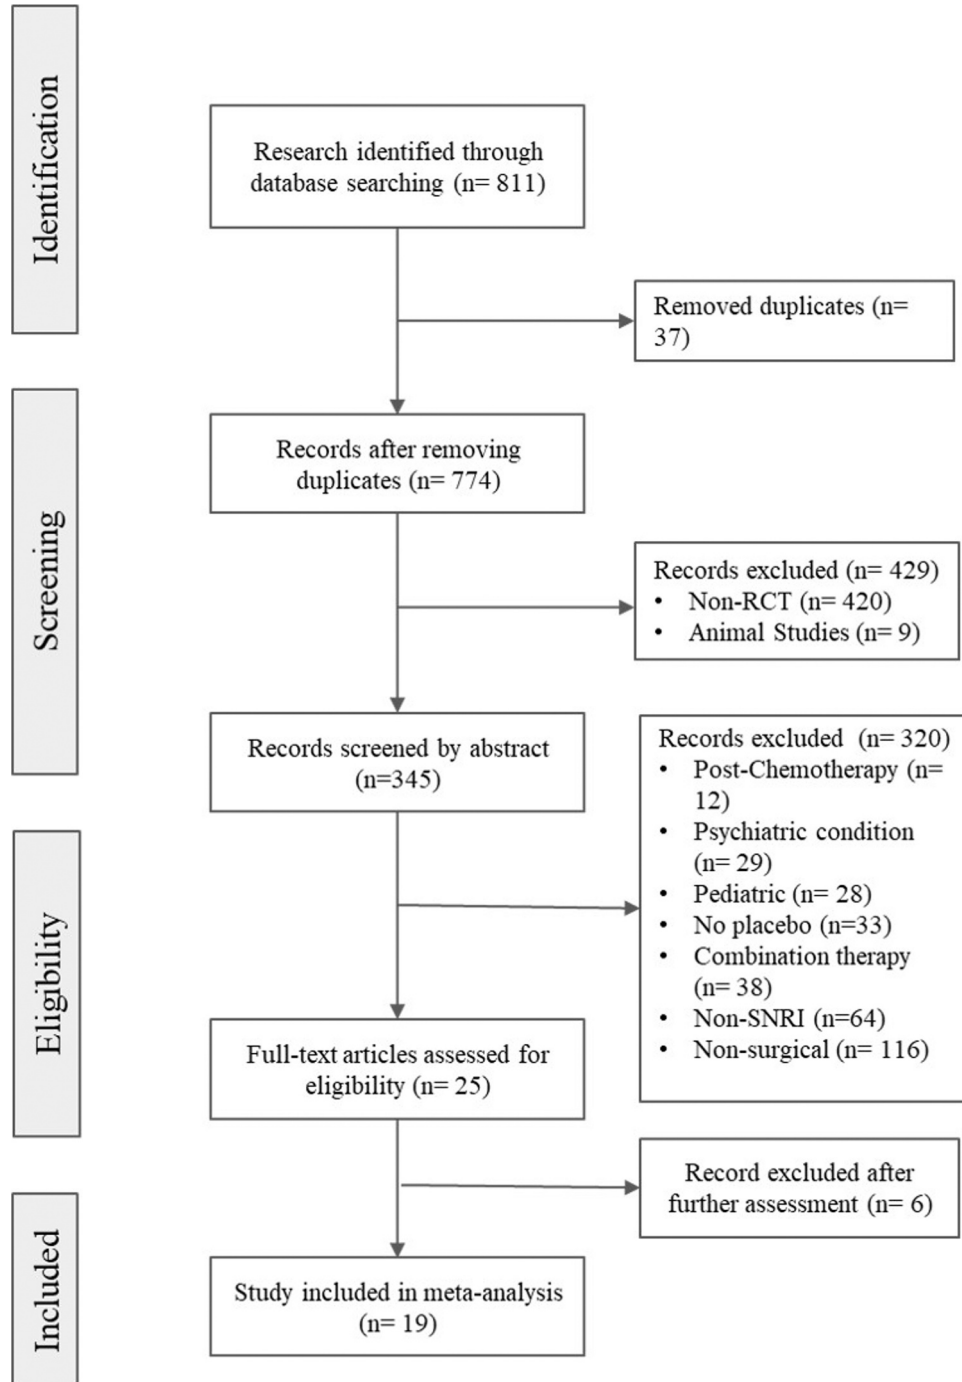 Identification
Research identified through
database searching (n= 811)
Removed duplicates (n=
37)
Screening
Records after removing
duplicates (n= 774)
Records excluded (n= 429)
• Non-RCT (n= 420)
• Animal Studies (n= 9)
Records screened by abstract
(n=345)
Records excluded (n= 320)
• Post-Chemotherapy (n=
12)
• Psychiatric condition
(n= 29)
• Pediatric (n= 28)
• No placebo (n=33)
• Combination therapy
(n= 38)
• Non-SNRI (n=64)
• Non-surgical (n= 116)
Eligibility
Full-text articles assessed for
eligibility (n= 25)
Record excluded after
further assessment (n= 6)
Included
Study included in meta-analysis
(n= 19)